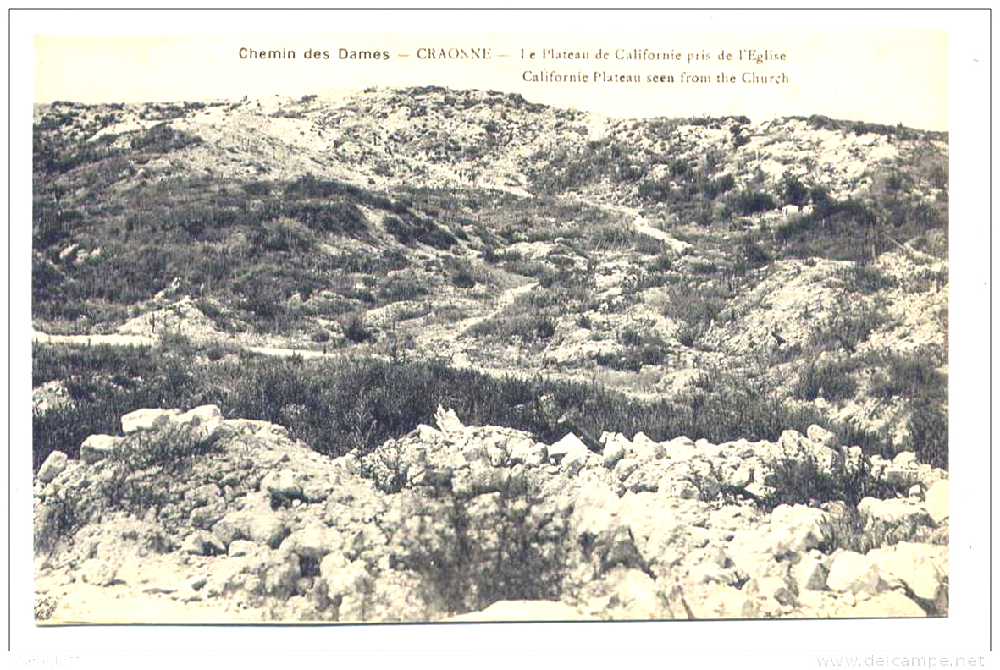 Chemin des Dames — CRAONNE — Le Plateau de Californie pris de l'Eglise
Californie Plateau seen from the Church
www.delcampe.net